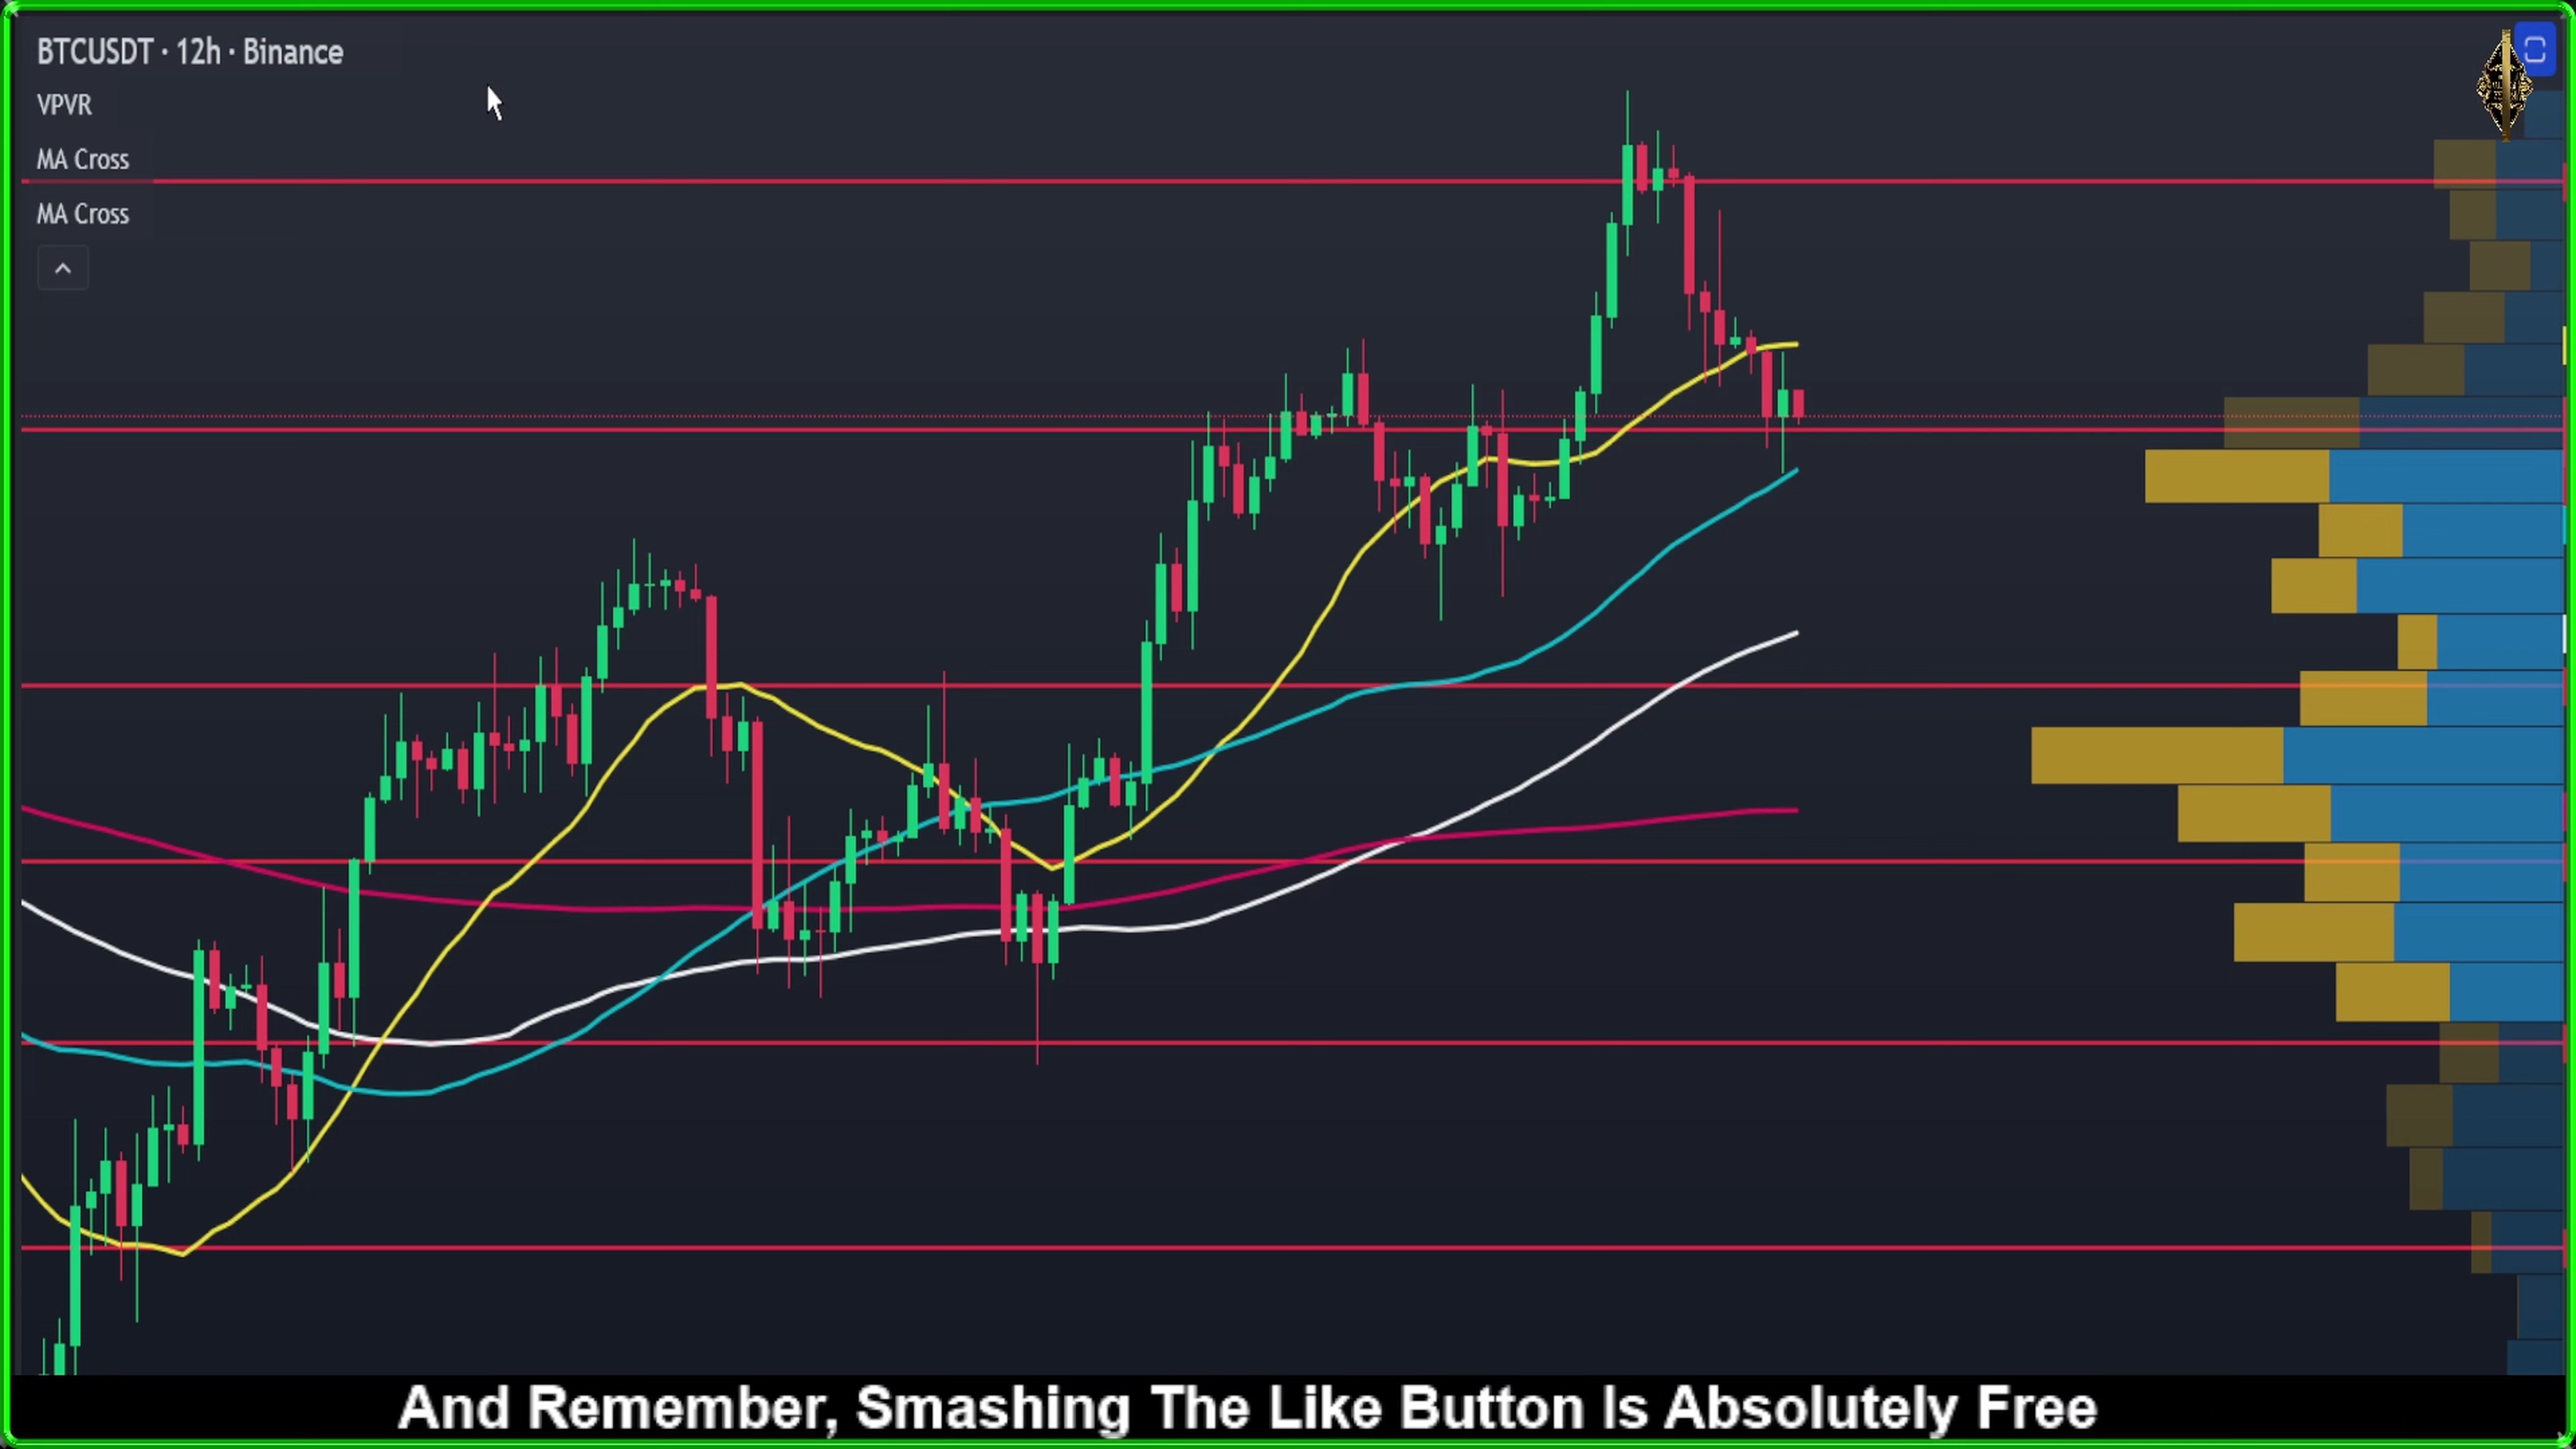 BTCUSDT · 12h · Binance
VPVR
MA Cross
MA Cross
And Remember, Smashing The Like Button Is Absolutely Free